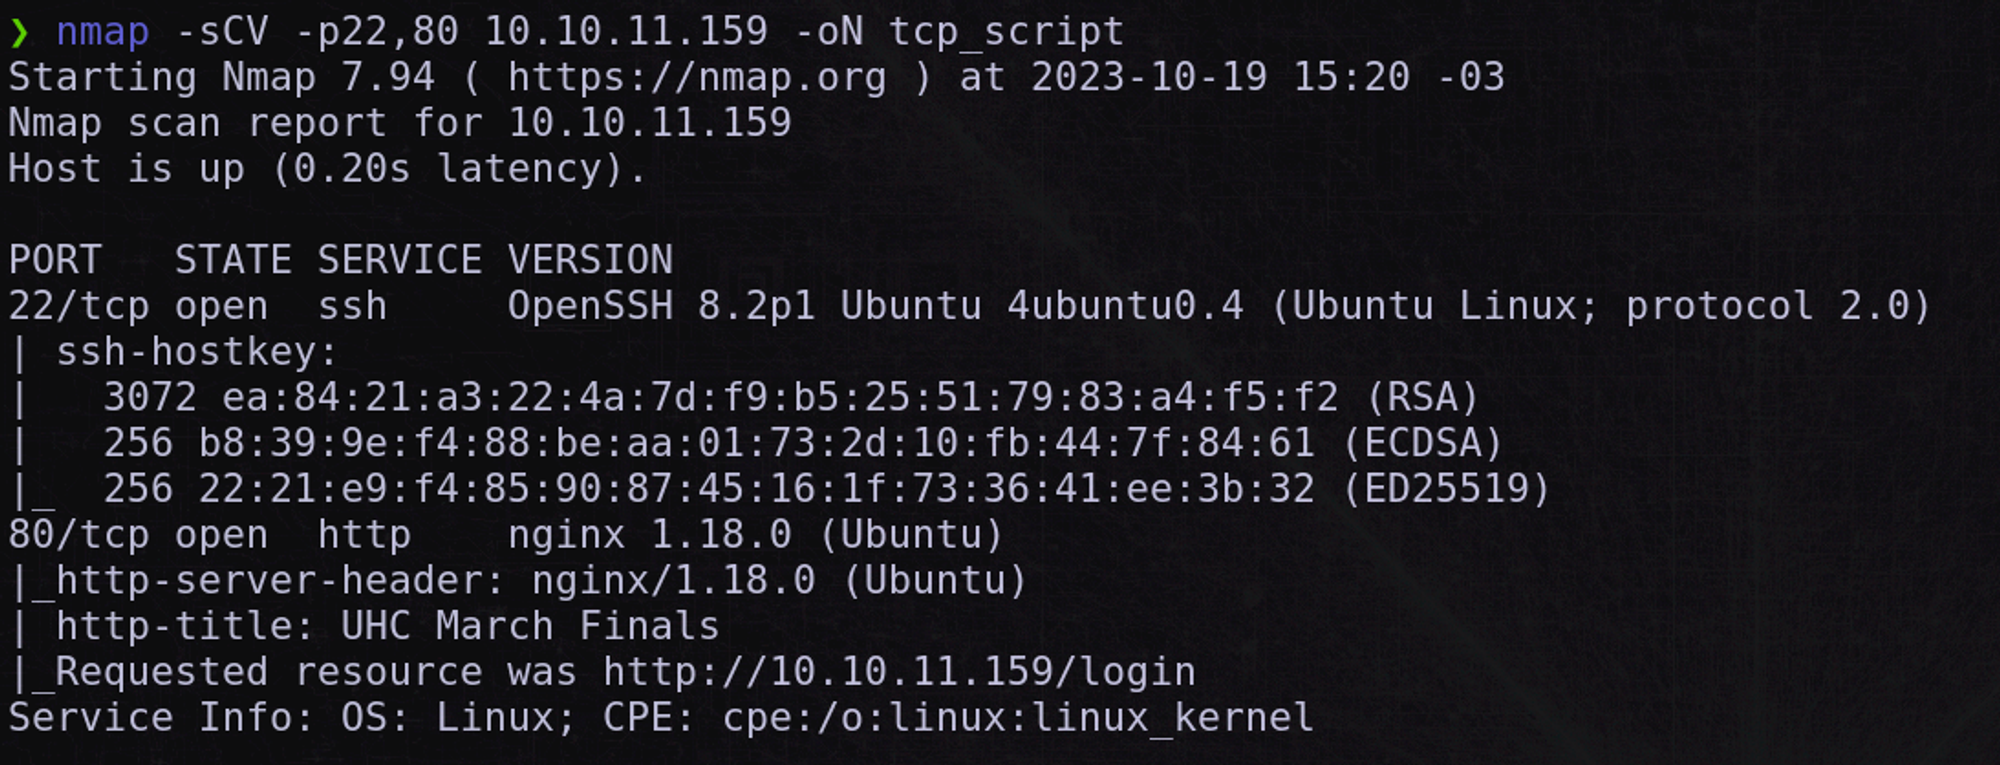 ❯ nmap -sCV -p22,80 10.10.11.159 -oN tcp_script
Starting Nmap 7.94 ( https://nmap.org ) at 2023-10-19 15:20 -03
Nmap scan report for 10.10.11.159
Host is up (0.20s latency).

PORT   STATE SERVICE VERSION
22/tcp open  ssh     OpenSSH 8.2p1 Ubuntu 4ubuntu0.4 (Ubuntu Linux; protocol 2.0)
| ssh-hostkey:
|   3072 ea:84:21:a3:22:4a:7d:f9:b5:25:51:79:83:a4:f5:f2 (RSA)
|   256 b8:39:9e:f4:88:be:aa:01:73:2d:10:fb:44:7f:84:61 (ECDSA)
|_  256 22:21:e9:f4:85:90:87:45:16:1f:73:36:41:ee:3b:32 (ED25519)
80/tcp open  http    nginx 1.18.0 (Ubuntu)
|_http-server-header: nginx/1.18.0 (Ubuntu)
| http-title: UHC March Finals
|_Requested resource was http://10.10.11.159/login
Service Info: OS: Linux; CPE: cpe:/o:linux:linux_kernel